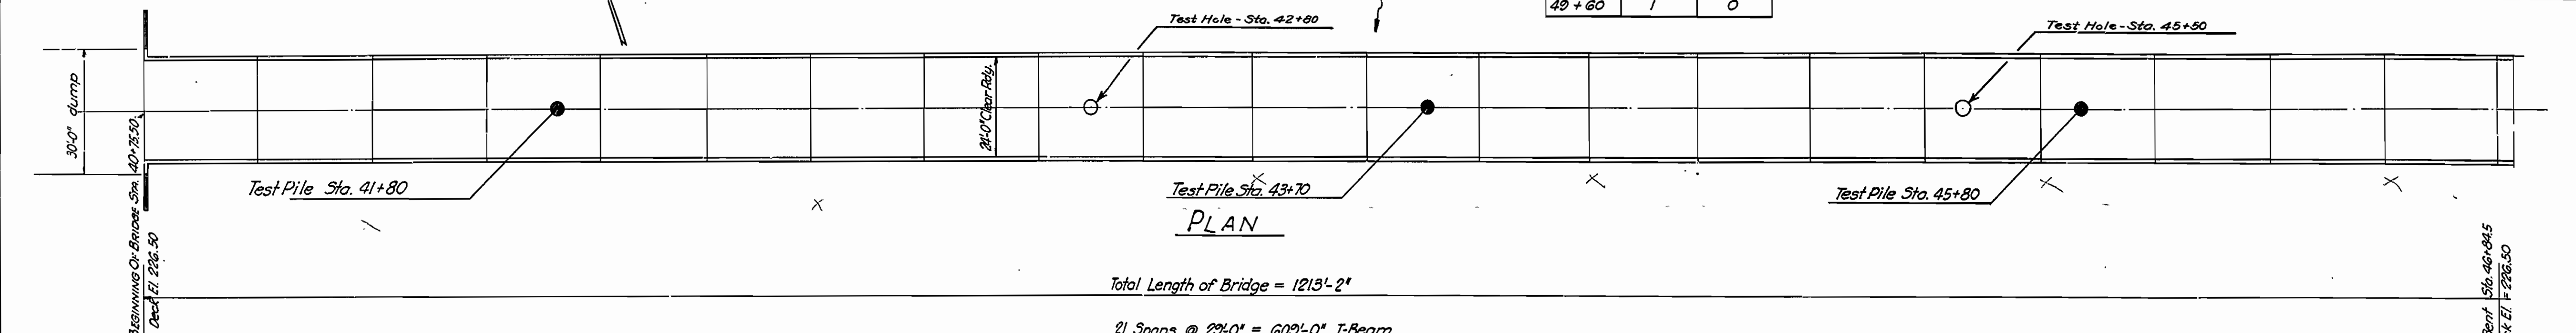 49+60 1 0
Test Hole - Sta. 42+80
Test Hole - Sta. 45+50
30'-0" dump
24'-0" Clear Rdy.
Test Pile Sta. 41+80
Test Pile Sta. 43+70
Test Pile Sta. 45+80
PLAN
BEGINNING OF BRIDGE STA. 40+75.50
Deck El. 226.50
Total Length of Bridge = 1213'-2"
21 Spans @ 29'-0" = 609'-0" T-Beam
Bent Sta. 46+84.5
El = 226.50